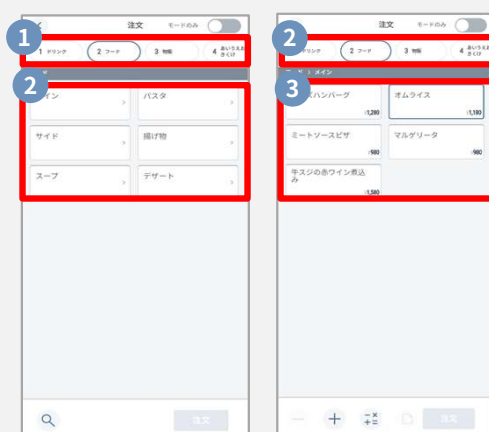 注文 モードのみ
1
1 ドリンク 2 フード 3 物販 4 あいうえお
きくけ
2
イン パスタ
サイド 揚げ物
スープ デザート
注文
注文 モードのみ
2
ドリンク 2 フード 3 物販 4 あいうえお
きくけ
メイン
3
ハンバーグ オムライス
1,280 1,180
ミートソースピザ マルゲリータ
980 980
牛スジの赤ワイン煮込
み
1,580
注文